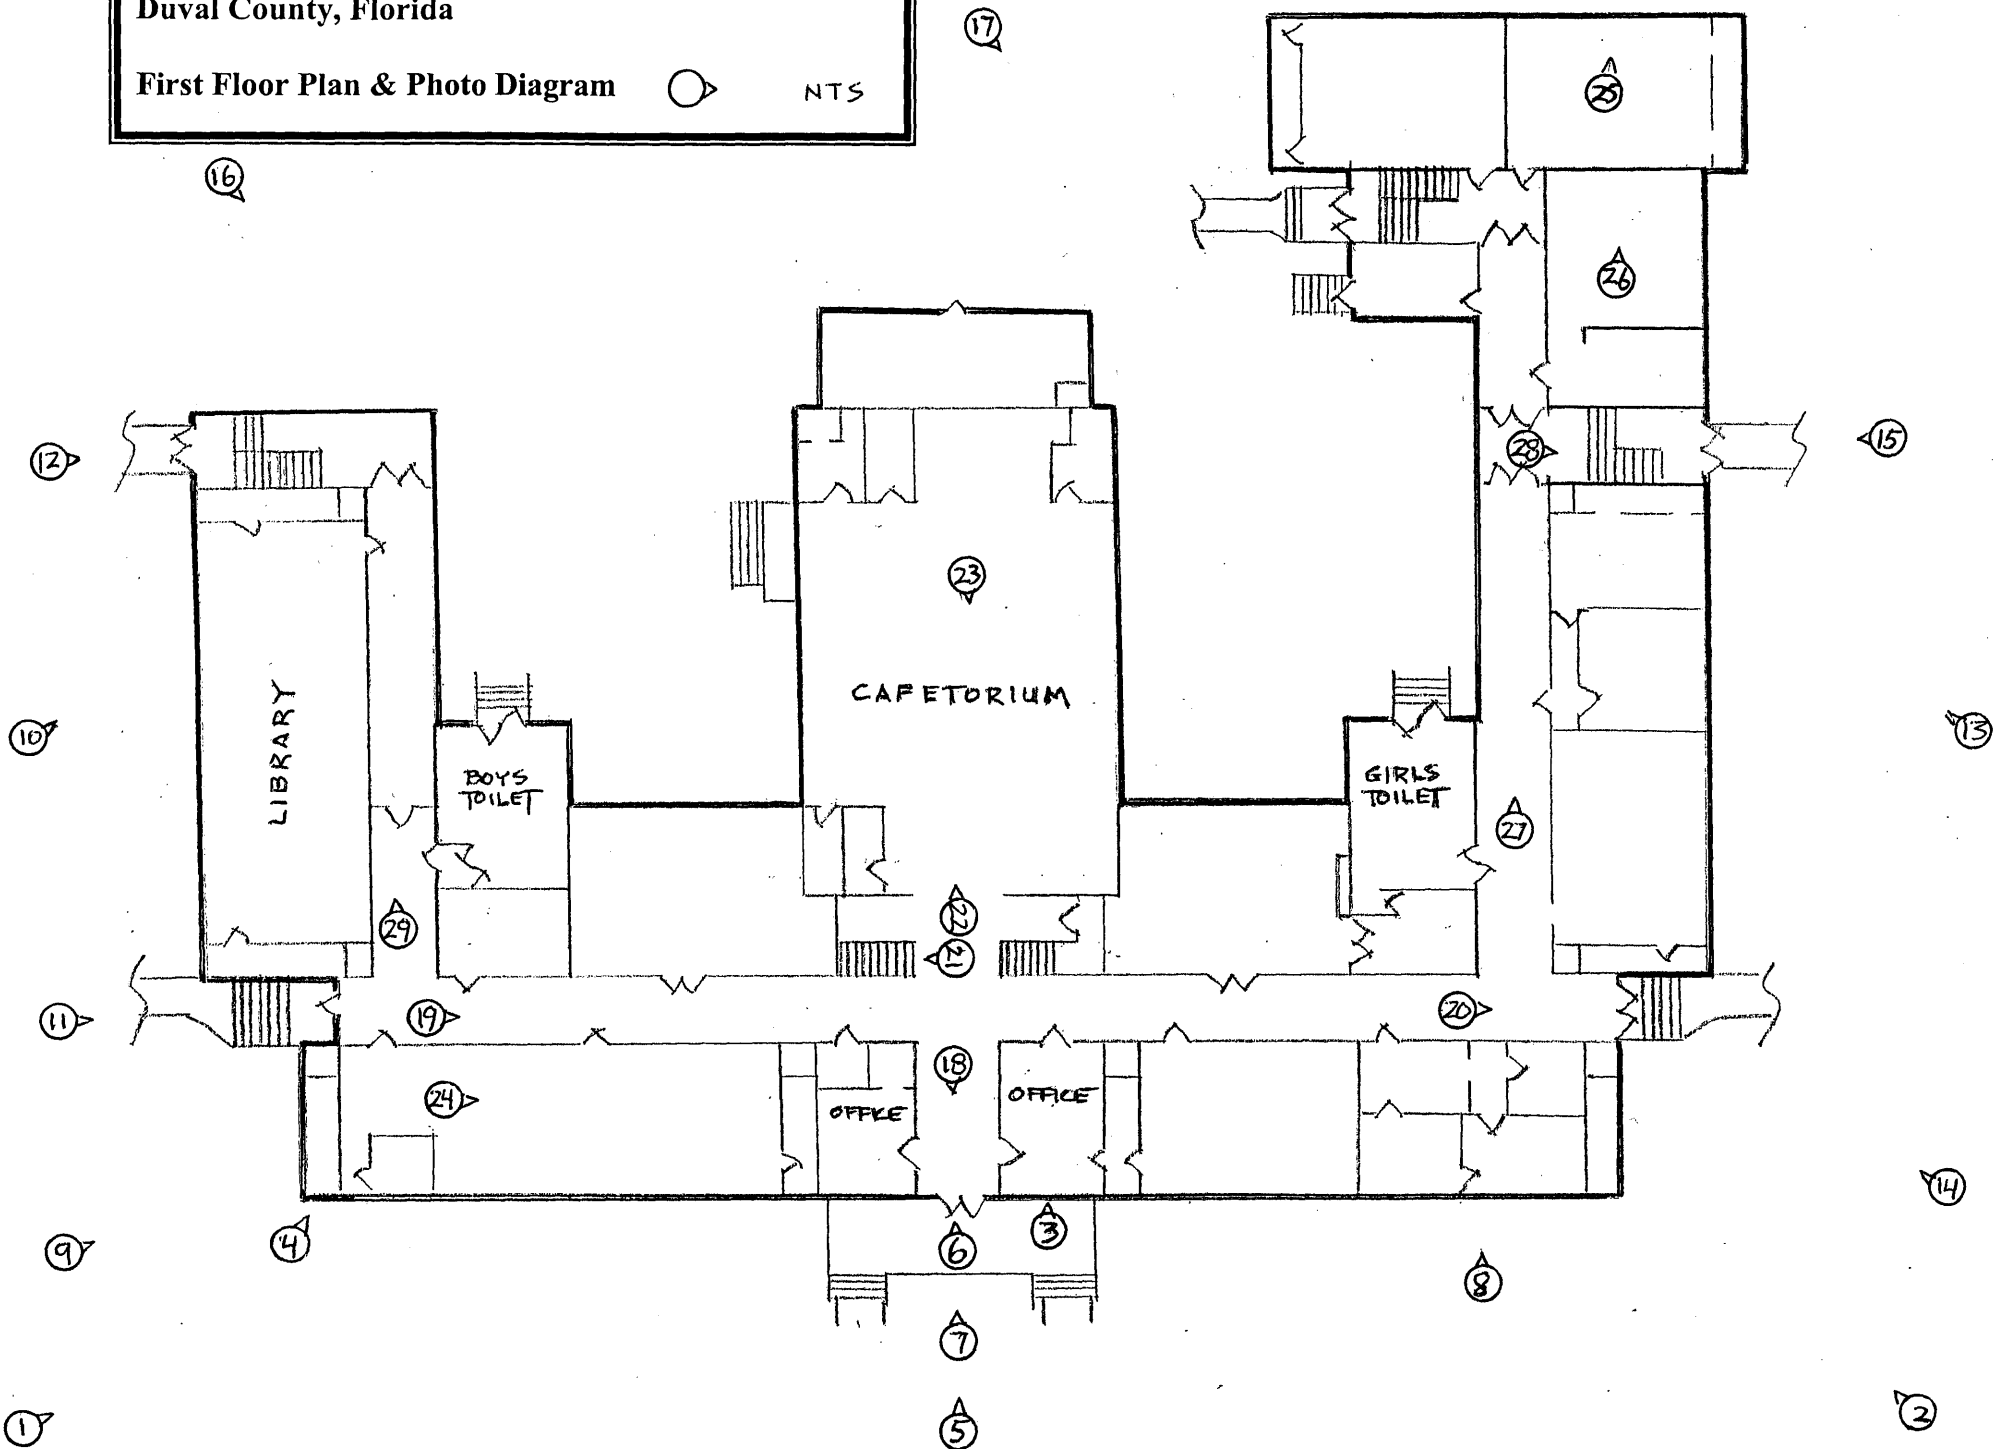 Duval County, Florida
First Floor Plan & Photo Diagram NTS
17
25
16
26
12
28
15
23
CAFETORIUM
LIBRARY
10
13
BOYS
TOILET
GIRLS
TOILET
27
29
22
21
11
19
20
18
24
OFFICE
OFFICE
14
9
4
6
3
8
7
1
5
2